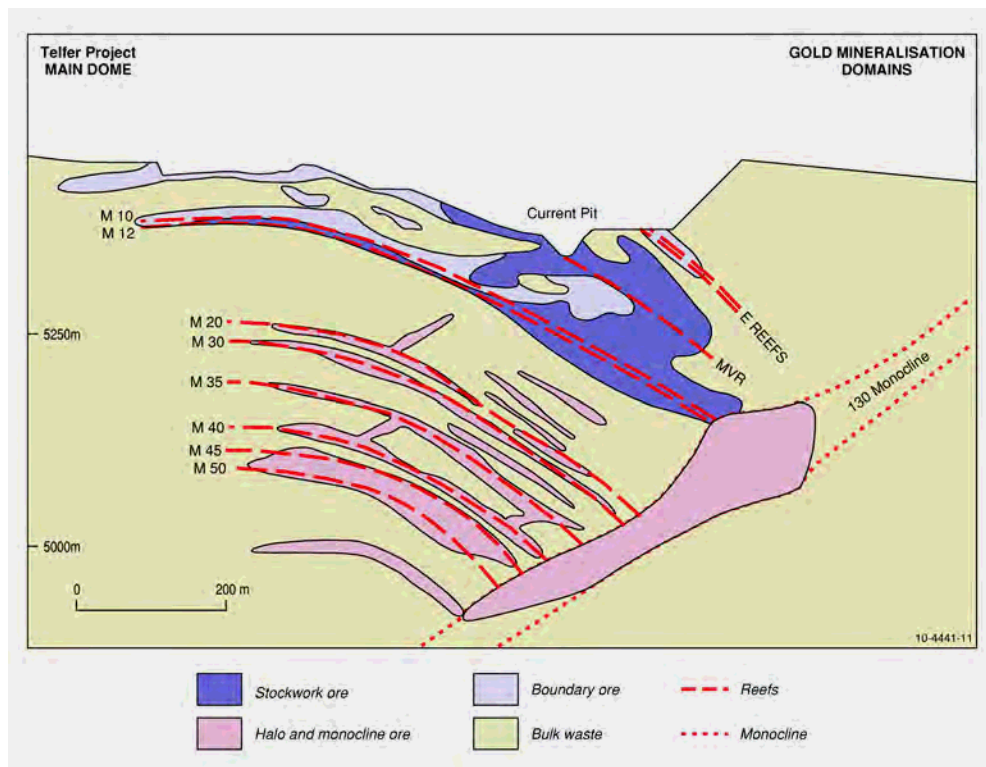 Telfer Project
MAIN DOME
GOLD MINERALISATION
DOMAINS
Current Pit
M 10
M 12
E REEFS
MVR
130 Monocline
5250m
M 20
M 30
M 35
M 40
M 45
M 50
5000m
0
200 m
10-4441-11
Stockwork ore
Boundary ore
Reefs
Halo and monocline ore
Bulk waste
Monocline